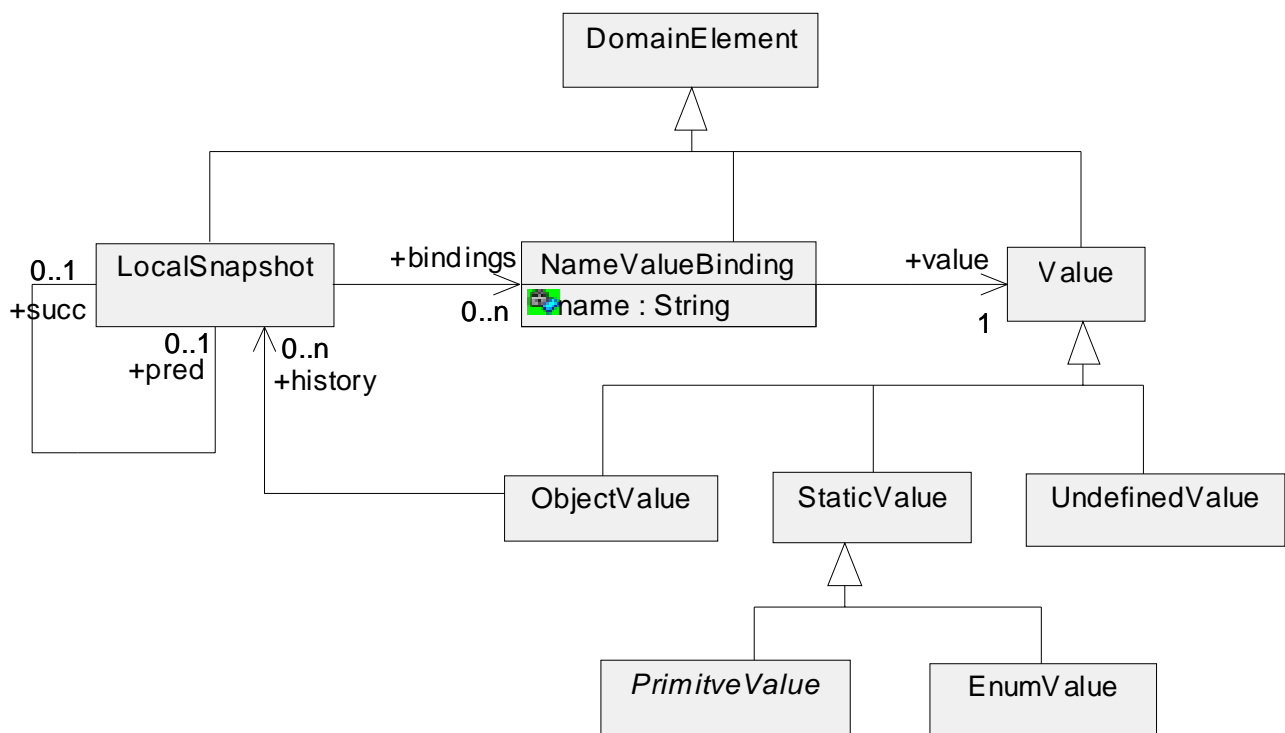 DomainElement
LocalSnapshot
0..1
+succ
0..1
+pred
0..n
+history
+bindings
0..n
NameValueBinding
name : String
+value
1
Value
ObjectValue
StaticValue
UndefinedValue
PrimitveValue
EnumValue